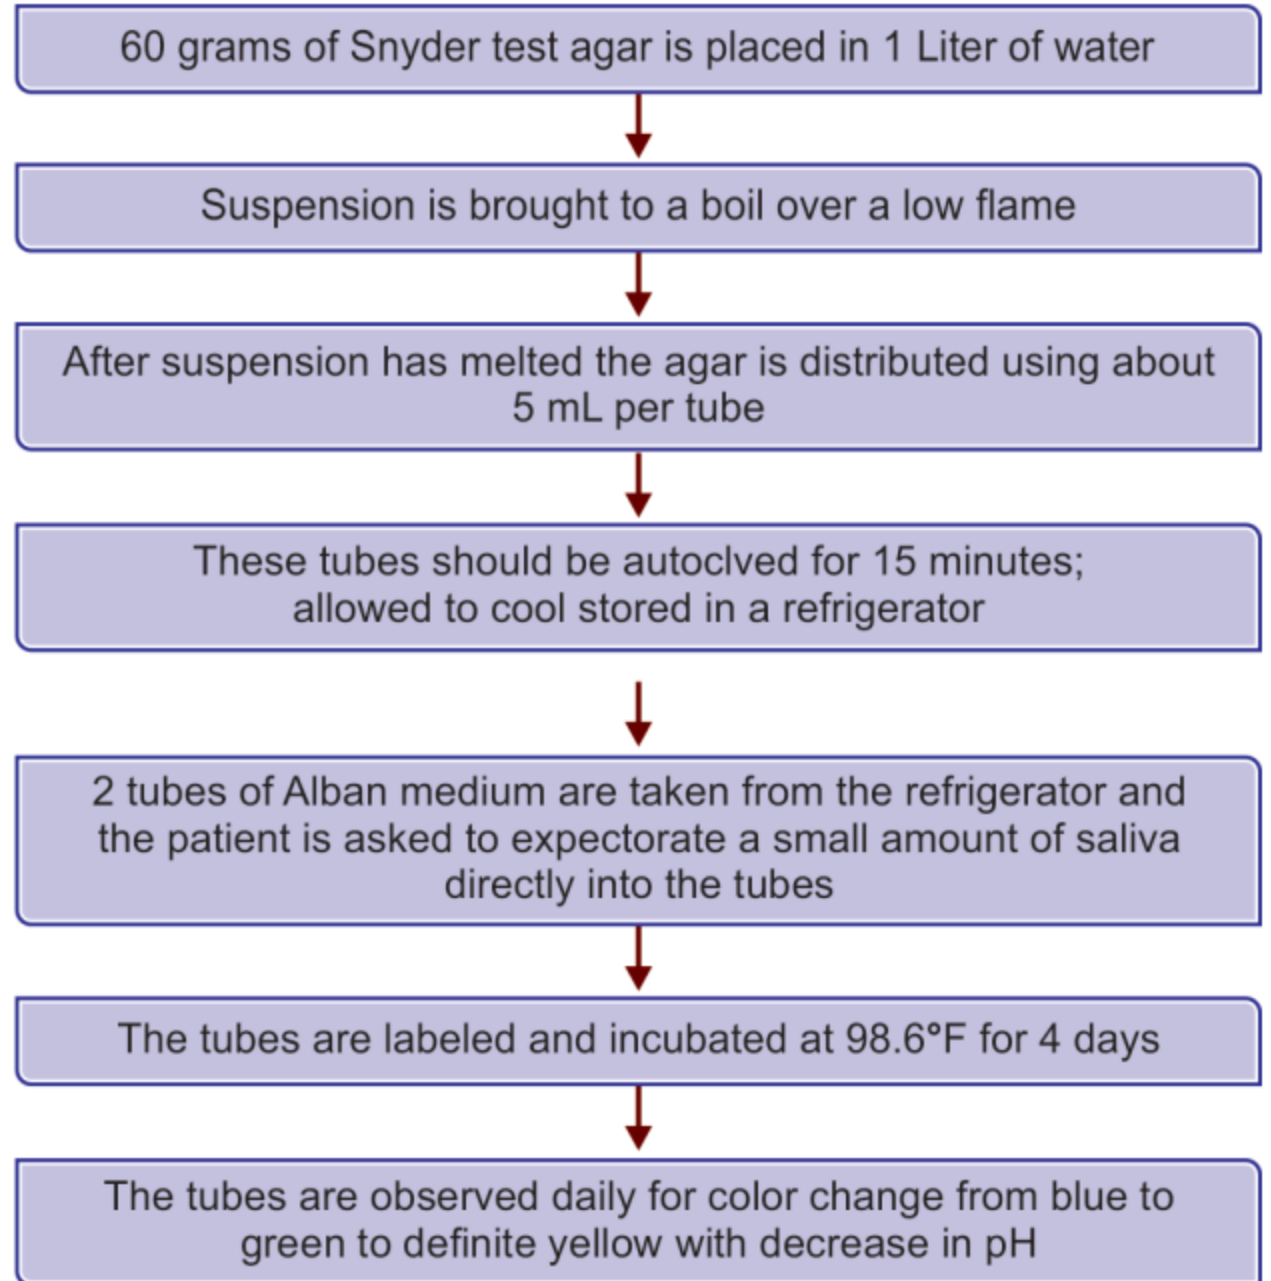 60 grams of Snyder test agar is placed in 1 Liter of water
Suspension is brought to a boil over a low flame
After suspension has melted the agar is distributed using about
5 mL per tube
These tubes should be autoclved for 15 minutes;
allowed to cool stored in a refrigerator
2 tubes of Alban medium are taken from the refrigerator and
the patient is asked to expectorate a small amount of saliva
directly into the tubes
The tubes are labeled and incubated at 98.6°F for 4 days
The tubes are observed daily for color change from blue to
green to definite yellow with decrease in pH